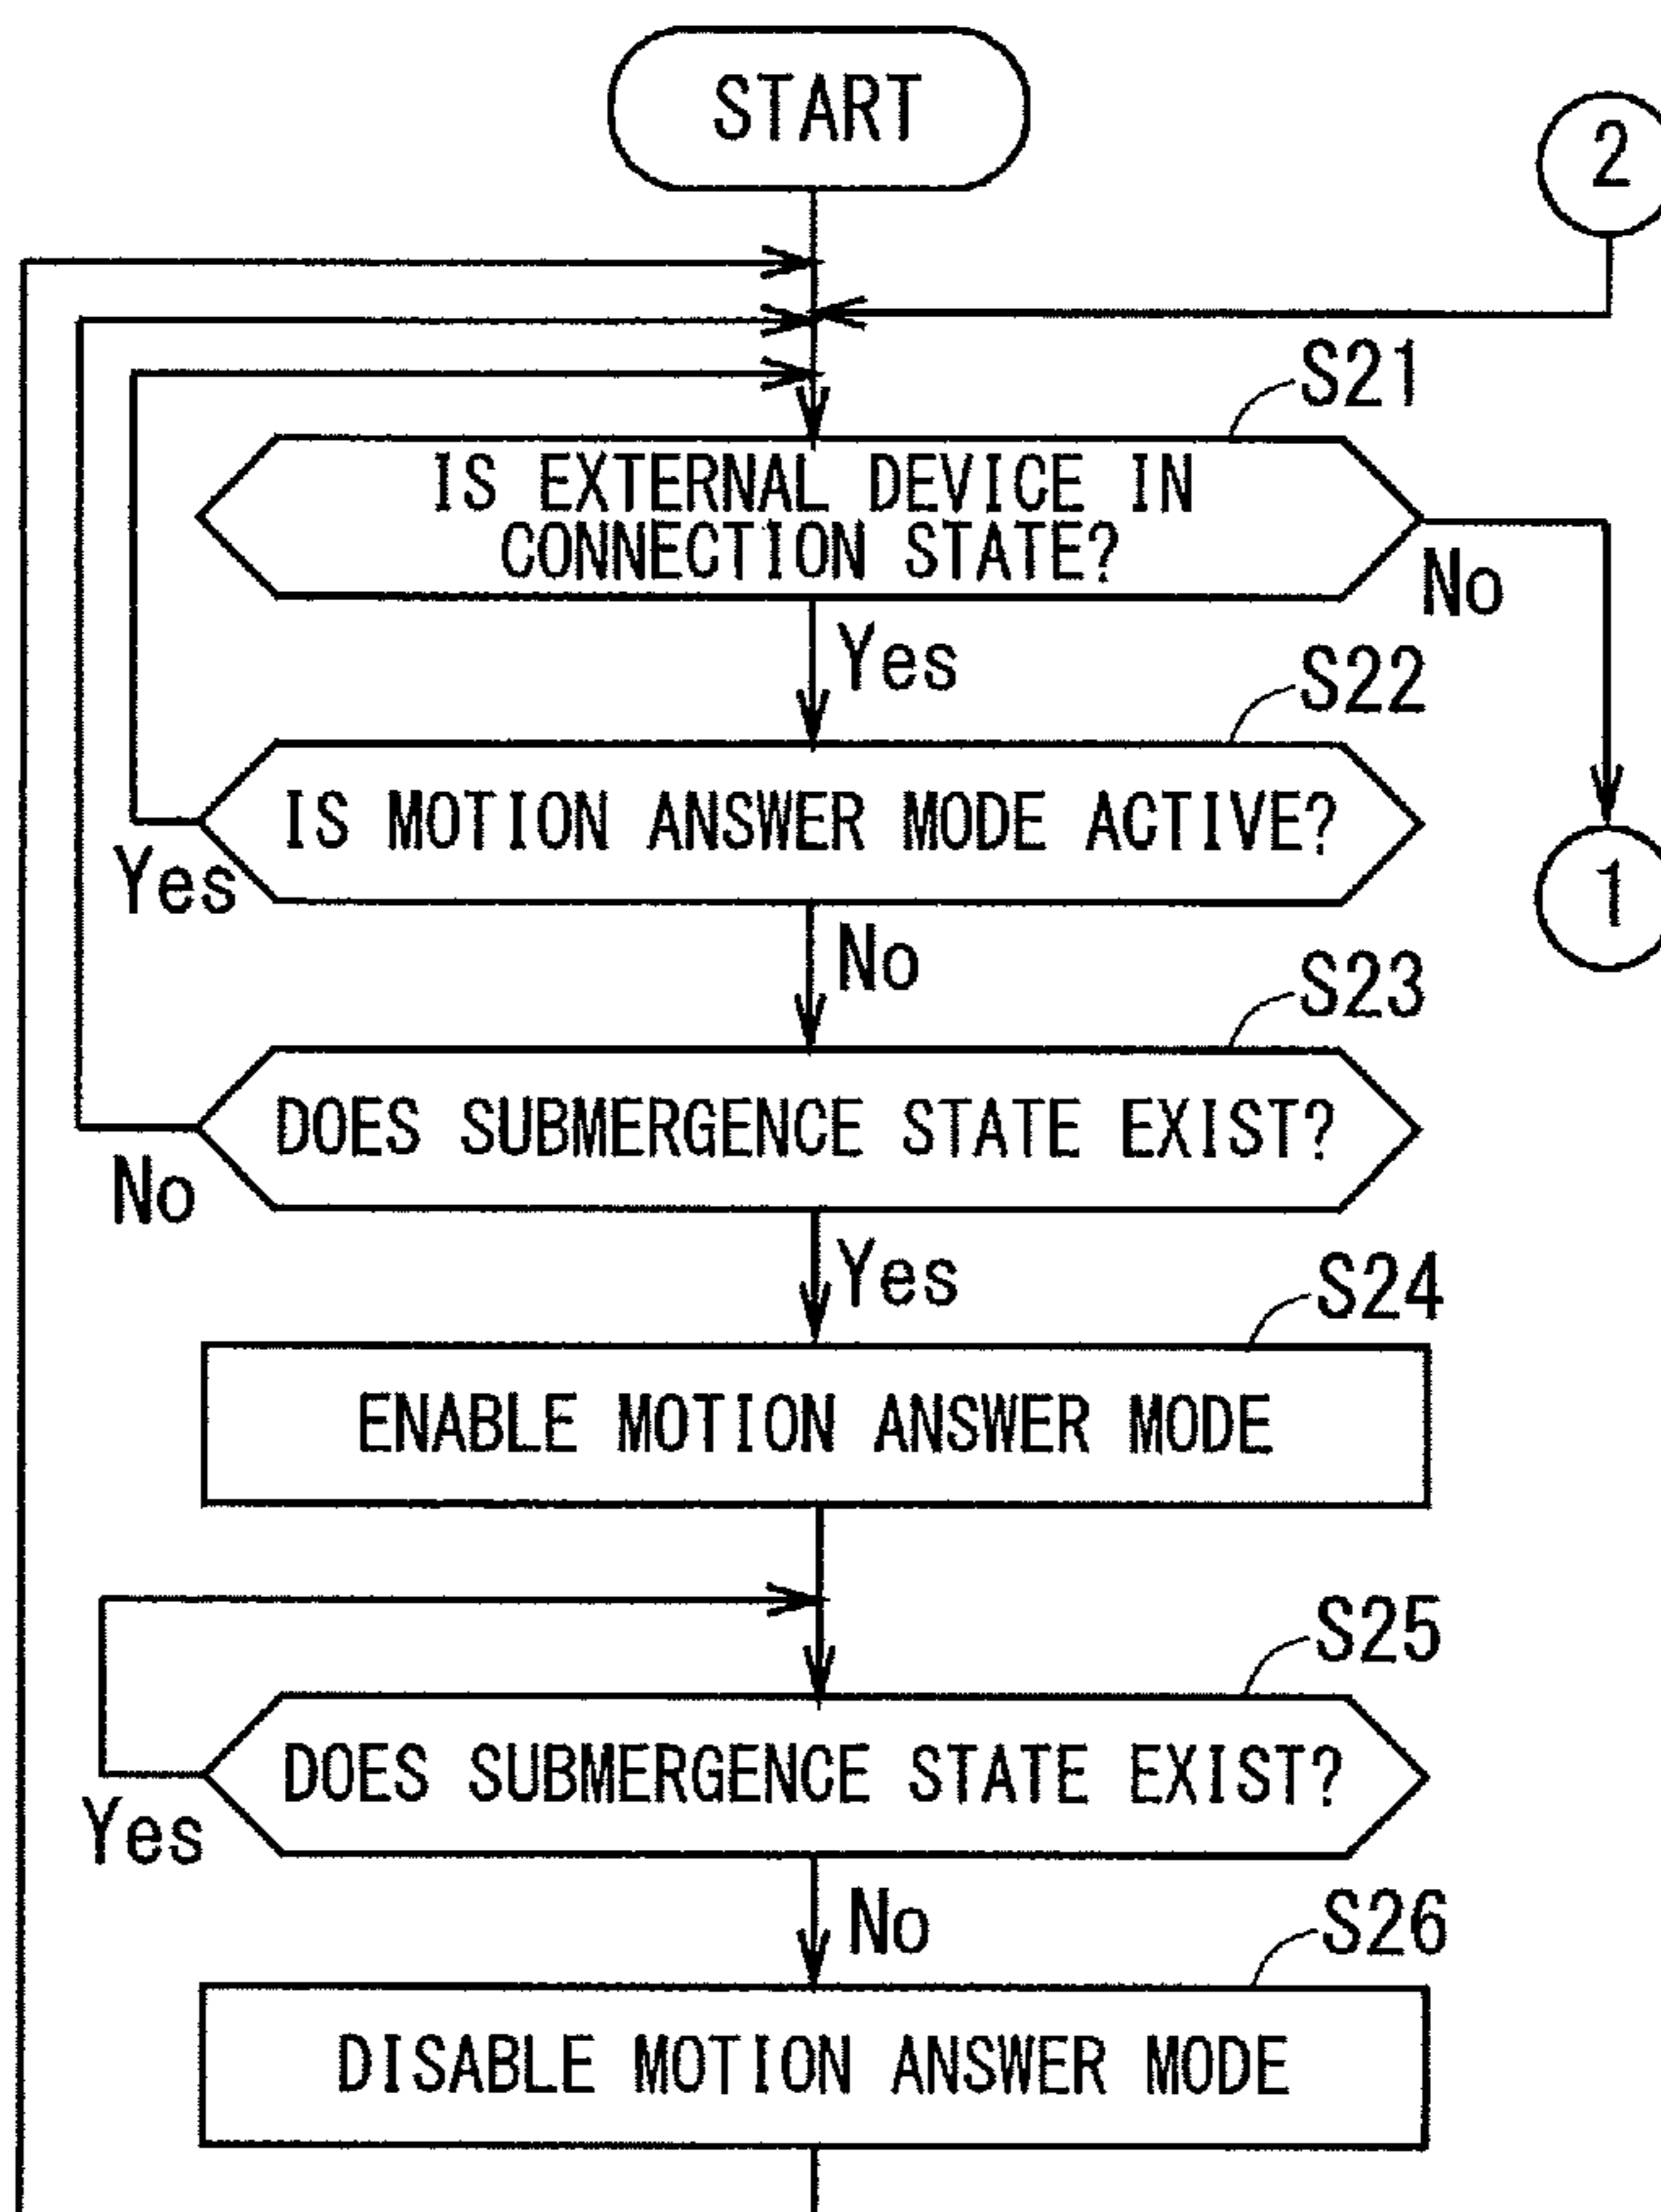 START
2
S21
IS EXTERNAL DEVICE IN
CONNECTION STATE?
No
Yes
S22
IS MOTION ANSWER MODE ACTIVE?
Yes
1
No
S23
DOES SUBMERGENCE STATE EXIST?
No
Yes
S24
ENABLE MOTION ANSWER MODE
S25
DOES SUBMERGENCE STATE EXIST?
Yes
No
S26
DISABLE MOTION ANSWER MODE